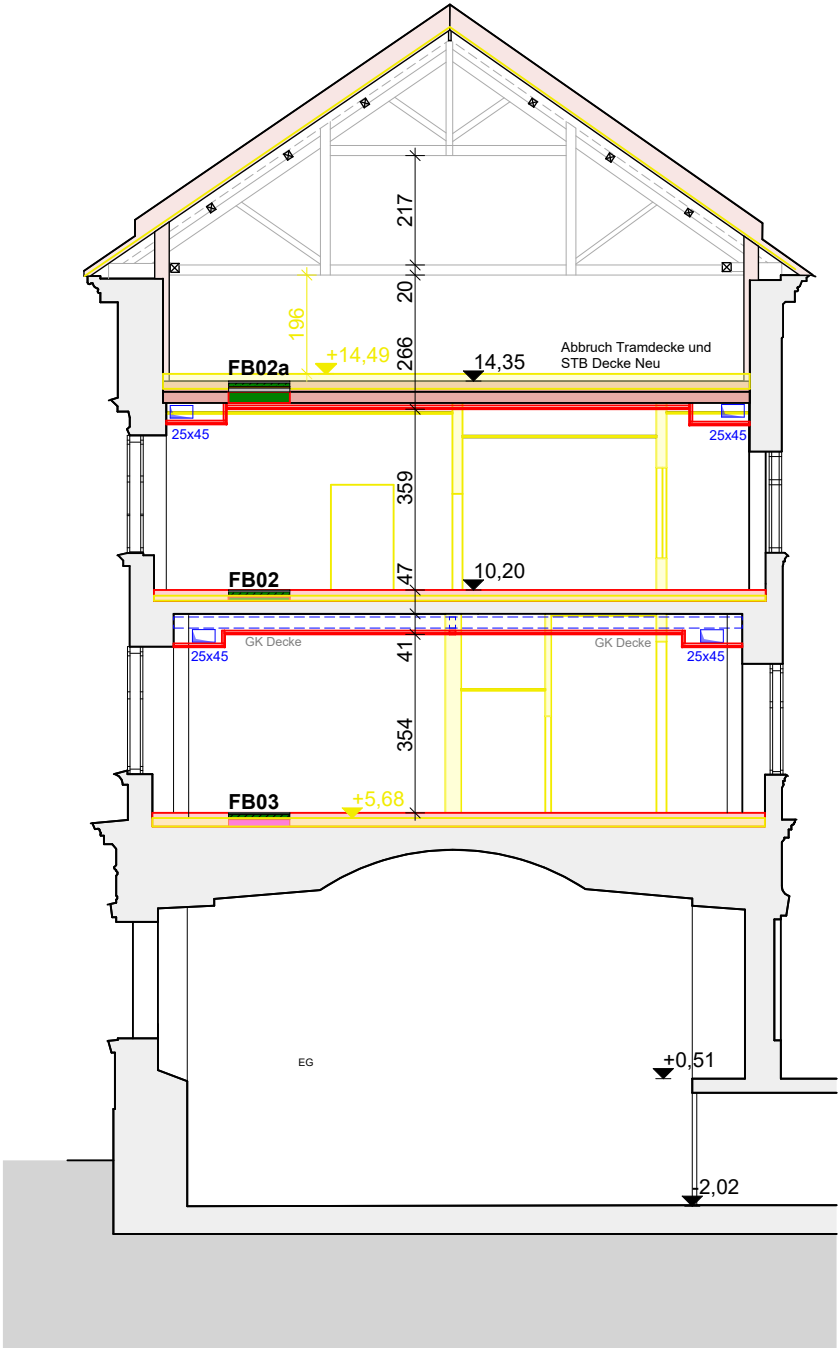 217
20
196
+14,49
266
FB02a
14,35
Abbruch Tramdecke und
STB Decke Neu
25x45
25x45
359
FB02
47
10,20
GK Decke
GK Decke
25x45
25x45
41
354
FB03
+5,68
EG
+0,51
-2,02